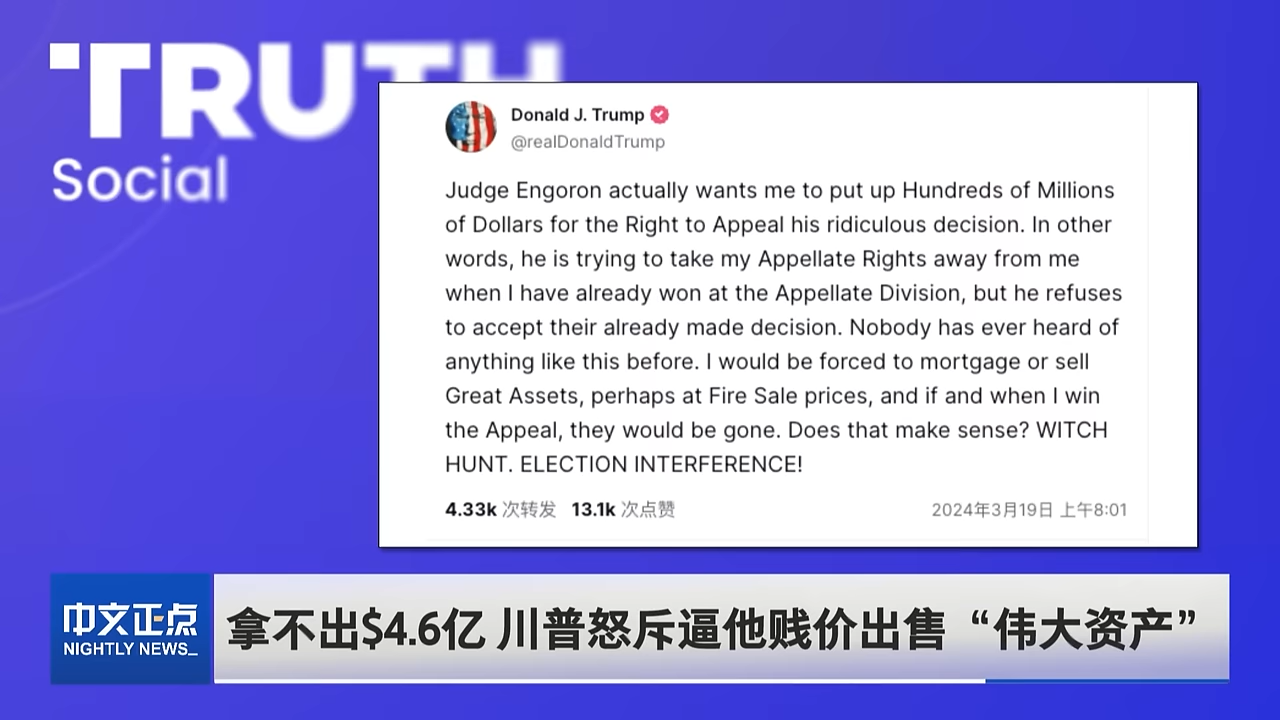 TRUTH
Social
Donald J. Trump
@realDonaldTrump
Judge Engoron actually wants me to put up Hundreds of Millions
of Dollars for the Right to Appeal his ridiculous decision. In other
words, he is trying to take my Appellate Rights away from me
when I have already won at the Appellate Division, but he refuses
to accept their already made decision. Nobody has ever heard of
anything like this before. I would be forced to mortgage or sell
Great Assets, perhaps at Fire Sale prices, and if and when I win
the Appeal, they would be gone. Does that make sense? WITCH
HUNT. ELECTION INTERFERENCE!
4.33k 次转发 13.1k 次点赞 2024年3月19日 上午8:01
中文正点
NIGHTLY NEWS_
拿不出$4.6亿 川普怒斥逼他贱价出售“伟大资产”